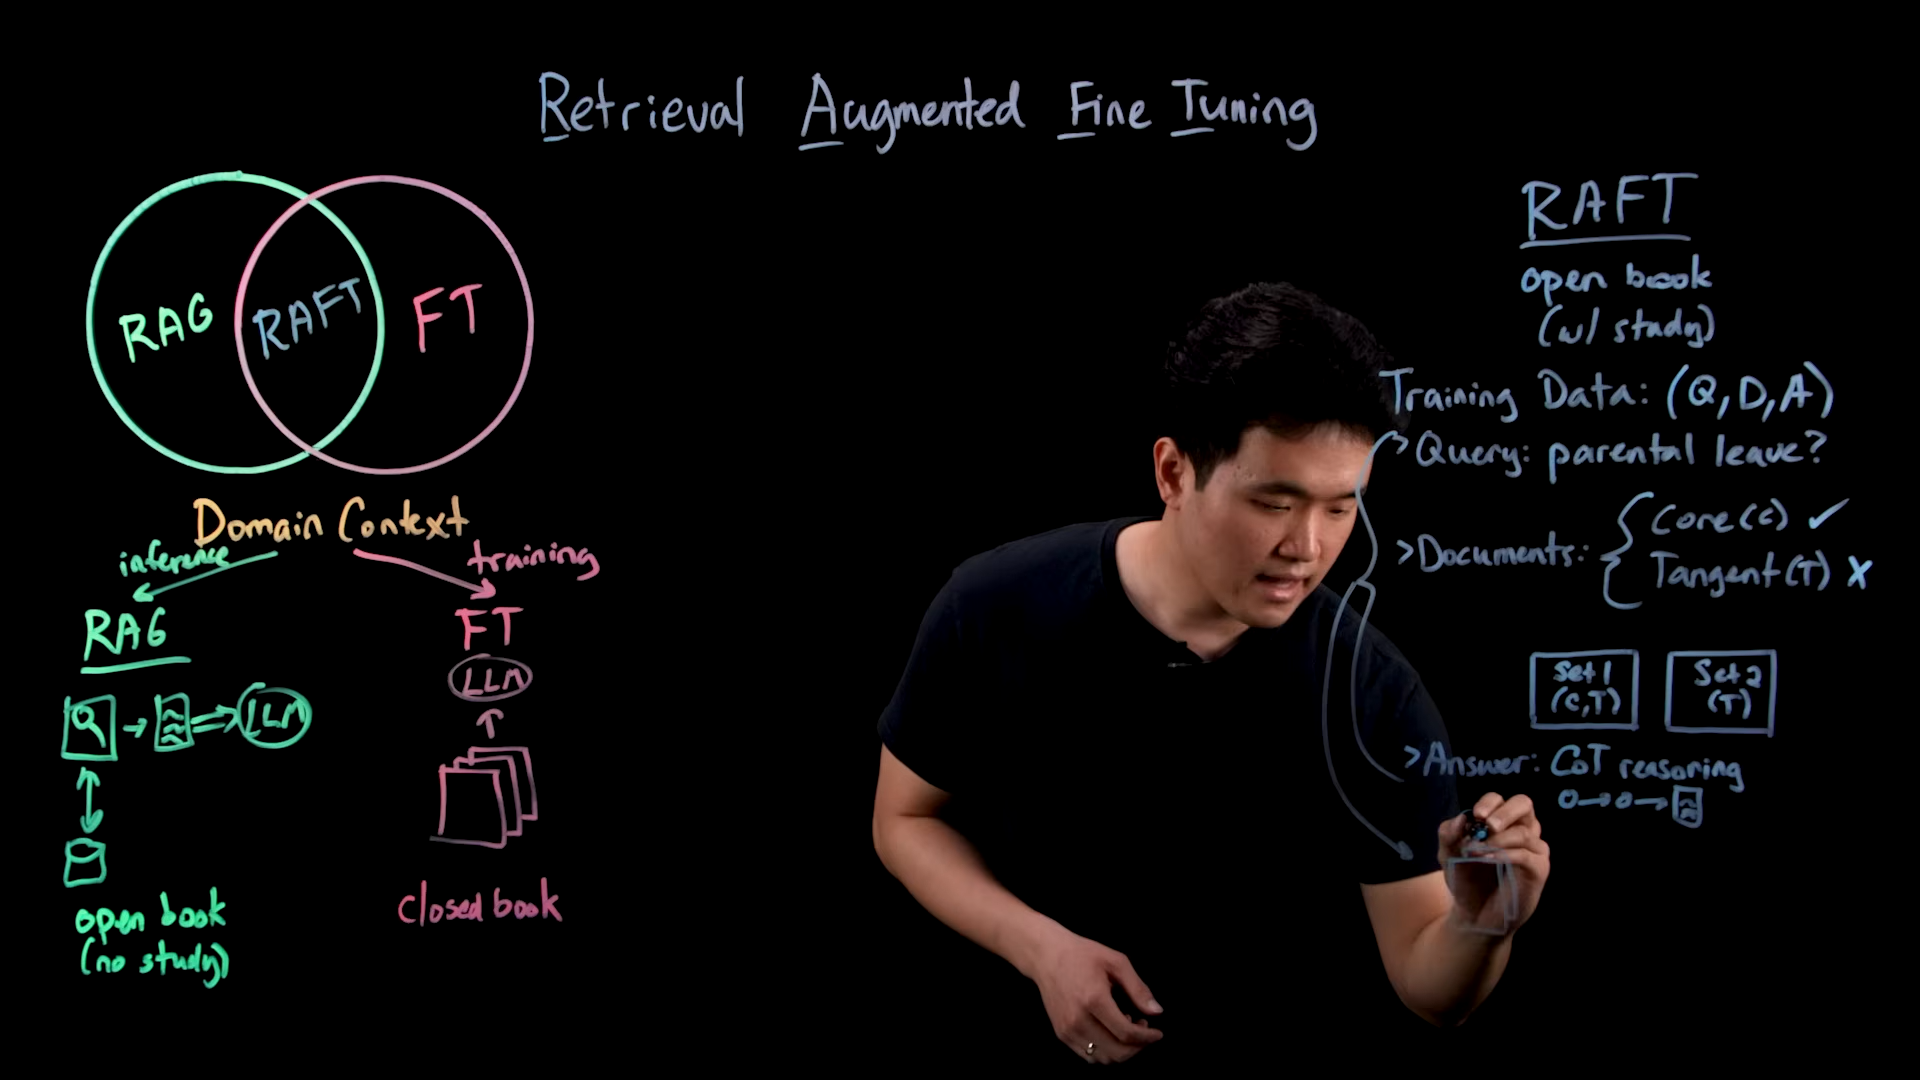 Retrieval Augmented Fine Tuning
RAG
RAFT
FT
Domain Context
inference
training
RAG
LLM
open book
(no study)
FT
LLM
closed book
RAFT
open book
(w/ study)
Training Data: (Q, D, A)
> Query: parental leave?
> Documents: { Core (C) ✓
Tangent (T) X
Set 1
(C,T)
Set 2
(T)
> Answer: CoT reasoning